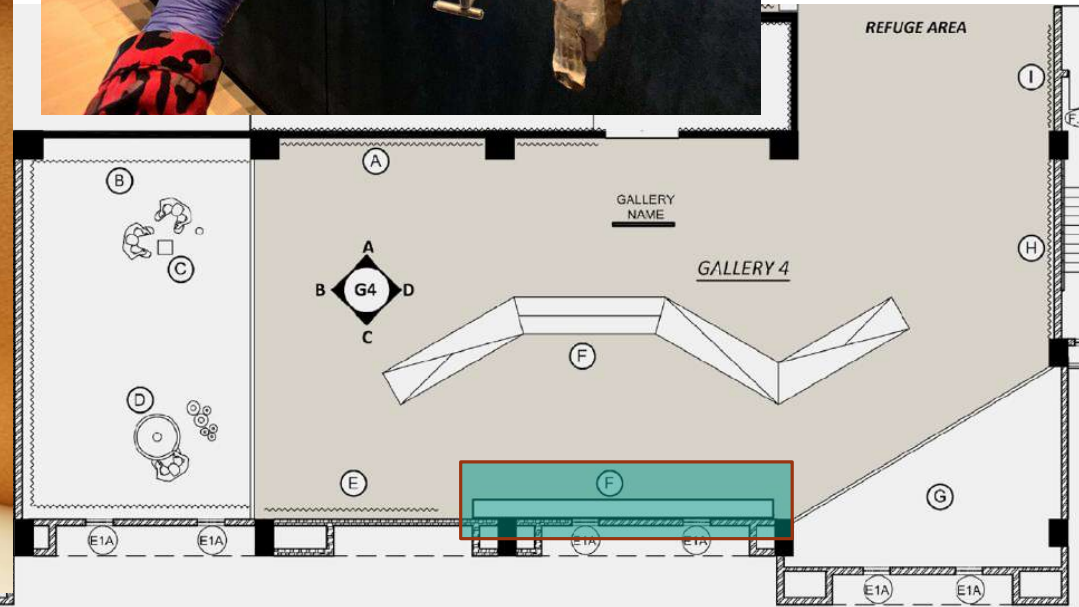 REFUGE AREA
I
F.
A
B
GALLERY
NAME
H
C
A
B G4 D
C
GALLERY 4
F
D
E
F
G
E1A
E1A
E1A
E1A
E1A
E1A